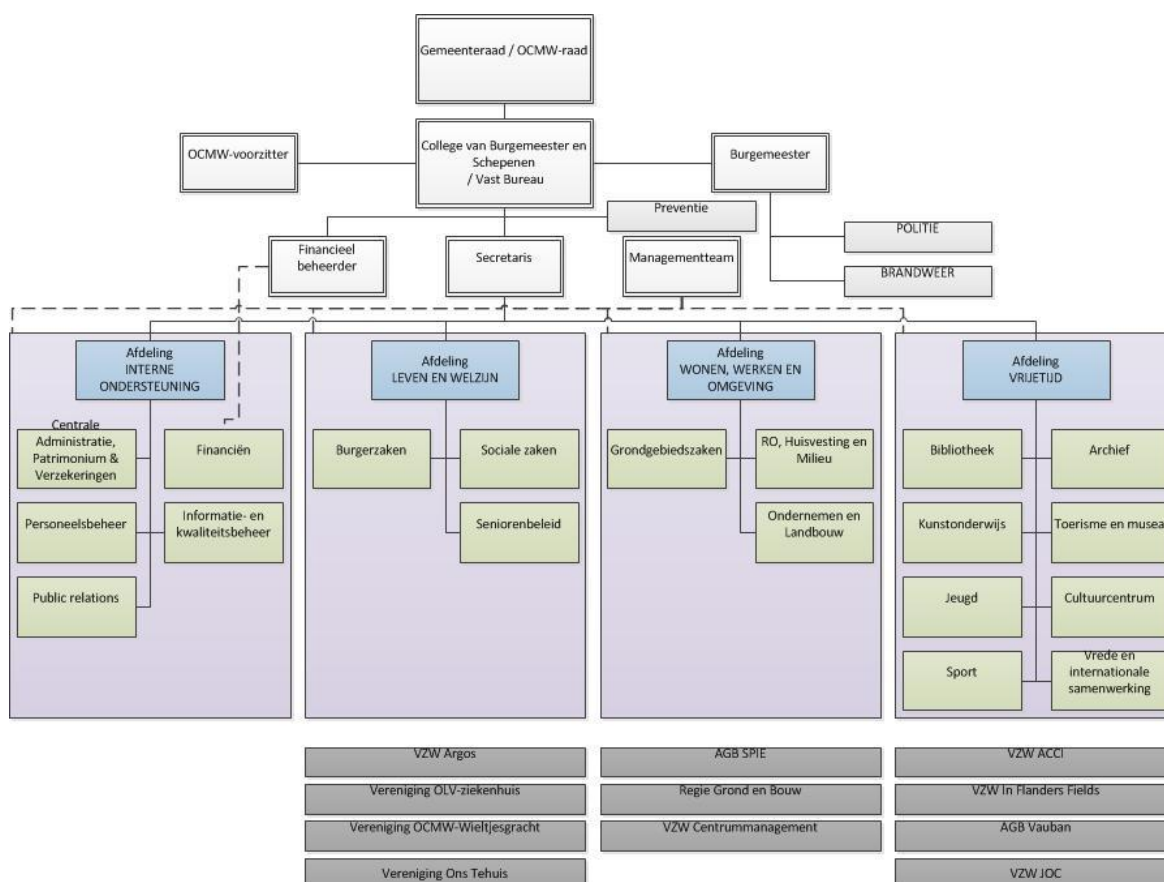 Gemeenteraad / OCMW-raad
OCMW-voorzitter
College van Burgemeester en
Schepenen
/ Vast Bureau
Burgemeester
Preventie
POLITIE
BRANDWEER
Financieel
beheerder
Secretaris
Managementteam
Afdeling
INTERNE
ONDERSTEUNING
Centrale
Administratie,
Patrimonium &
Verzekeringen
Financiën
Personeelsbeheer
Informatie- en
kwaliteitsbeheer
Public relations
Afdeling
LEVEN EN WELZIJN
Burgerzaken
Sociale zaken
Seniorenbeleid
Afdeling
WONEN, WERKEN EN
OMGEVING
Grondgebiedszaken
RO, Huisvesting en
Milieu
Ondernemen en
Landbouw
Afdeling
VRIJETIJD
Bibliotheek
Archief
Kunstonderwijs
Toerisme en musea
Jeugd
Cultuurcentrum
Sport
Vrede en
internationale
samenwerking
VZW Argos
Vereniging OLV-ziekenhuis
Vereniging OCMW-Wieltjesgracht
Vereniging Ons Tehuis
AGB SPIE
Regie Grond en Bouw
VZW Centrummanagement
VZW ACCI
VZW In Flanders Fields
AGB Vauban
VZW JOC